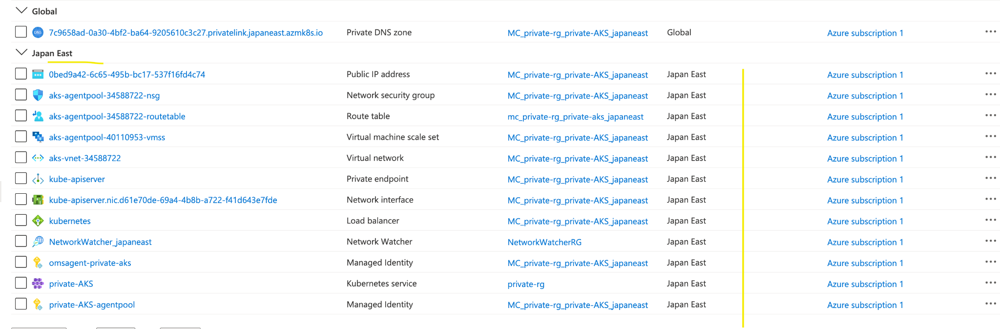 Global
7c9658ad-0a30-4bf2-ba64-9205610c3c27.privatelink.japaneast.azmk8s.io Private DNS zone MC_private-rg_private-AKS_japaneast Global Azure subscription 1 ...
Japan East
0bed9a42-6c65-495b-bc17-537f16fd4c74 Public IP address MC_private-rg_private-AKS_japaneast Japan East Azure subscription 1 ...
aks-agentpool-34588722-nsg Network security group MC_private-rg_private-AKS_japaneast Japan East Azure subscription 1 ...
aks-agentpool-34588722-routetable Route table mc_private-rg_private-aks_japaneast Japan East Azure subscription 1 ...
aks-agentpool-40110953-vmss Virtual machine scale set MC_private-rg_private-AKS_japaneast Japan East Azure subscription 1 ...
aks-vnet-34588722 Virtual network MC_private-rg_private-AKS_japaneast Japan East Azure subscription 1 ...
kube-apiserver Private endpoint MC_private-rg_private-AKS_japaneast Japan East Azure subscription 1 ...
kube-apiserver.nic.d61e70de-69a4-4b8b-a722-f41d643e7fde Network interface MC_private-rg_private-AKS_japaneast Japan East Azure subscription 1 ...
kubernetes Load balancer MC_private-rg_private-AKS_japaneast Japan East Azure subscription 1 ...
NetworkWatcher_japaneast Network Watcher NetworkWatcherRG Japan East Azure subscription 1 ...
omsagent-private-aks Managed Identity MC_private-rg_private-AKS_japaneast Japan East Azure subscription 1 ...
private-AKS Kubernetes service private-rg Japan East Azure subscription 1 ...
private-AKS-agentpool Managed Identity MC_private-rg_private-AKS_japaneast Japan East Azure subscription 1 ...